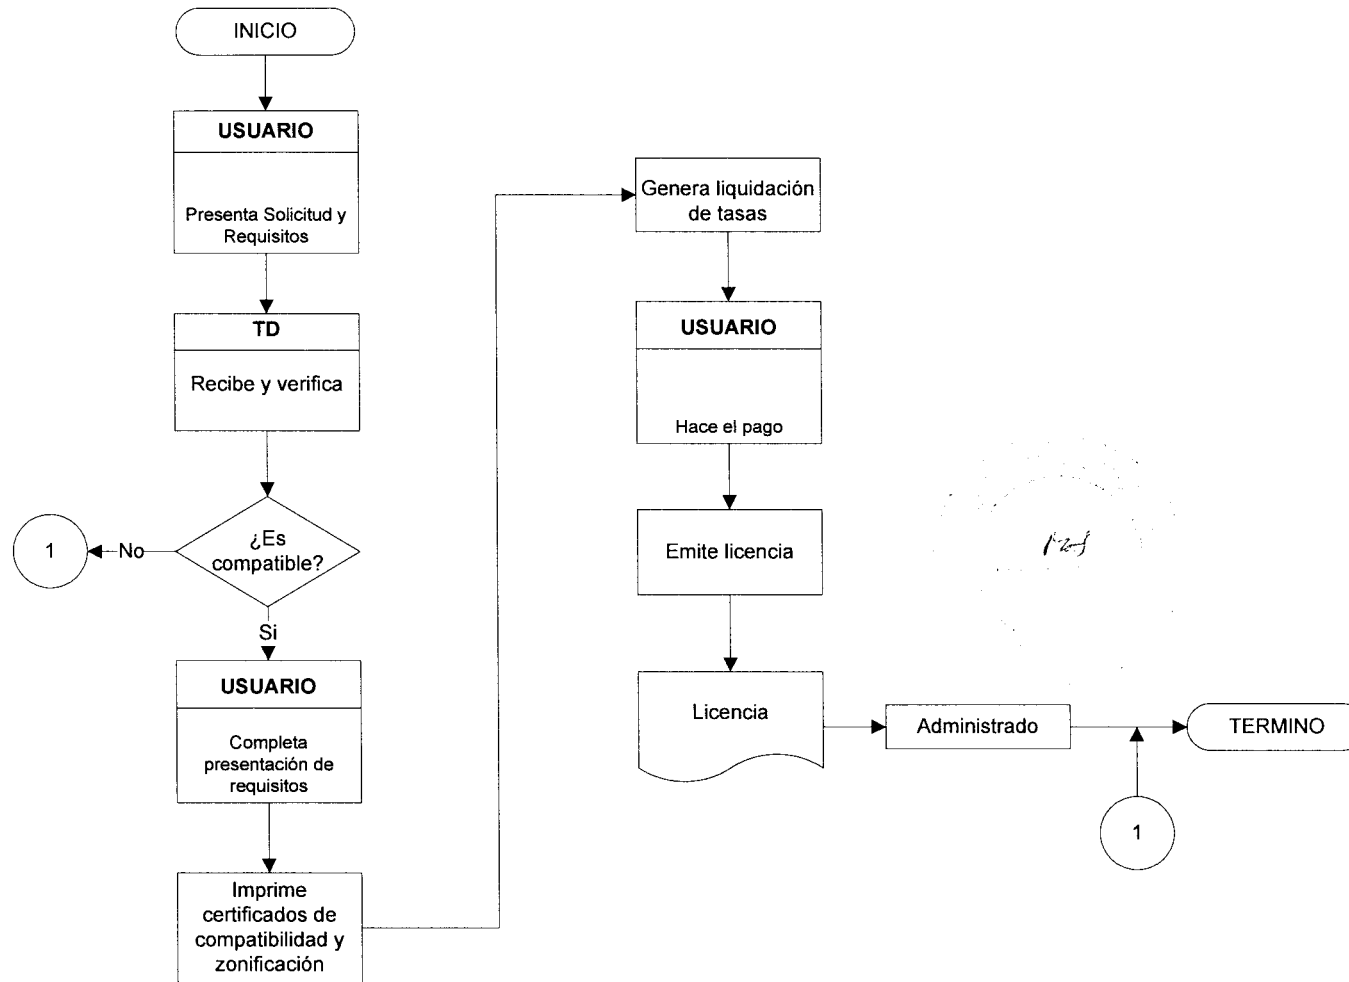 INICIO
USUARIO
Presenta Solicitud y
Requisitos
TD
Recibe y verifica
¿Es
compatible?
No
1
Si
USUARIO
Completa
presentación de
requisitos
Imprime
certificados de
compatibilidad y
zonificación
Genera liquidación
de tasas
USUARIO
Hace el pago
Emite licencia
Licencia
Administrado
TERMINO
1